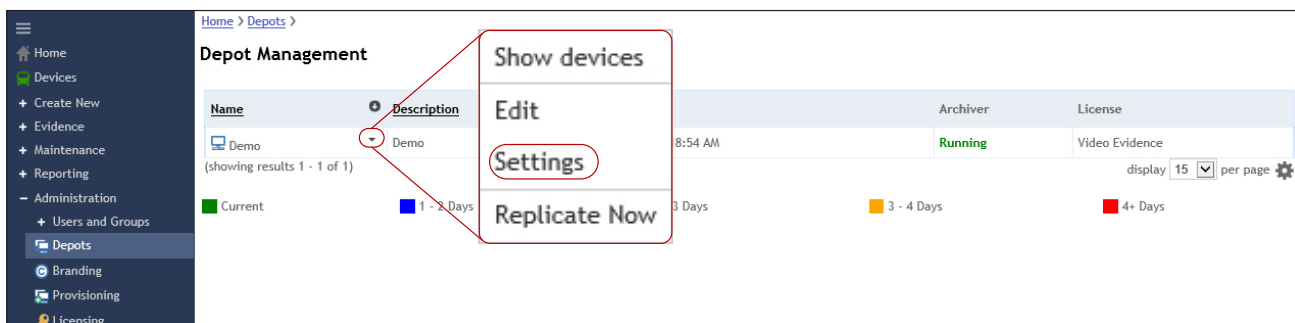 Home > Depots >
Home
Depot Management
Devices
+ Create New
+ Evidence
+ Maintenance
+ Reporting
− Administration
+ Users and Groups
Depots
Branding
Provisioning
Licensing
Name Description Archiver License
Demo Demo 8:54 AM Running Video Evidence
(showing results 1 - 1 of 1) display 15 per page
Current 1 - 2 Days 3 Days 3 - 4 Days 4+ Days
Show devices
Edit
Settings
Replicate Now